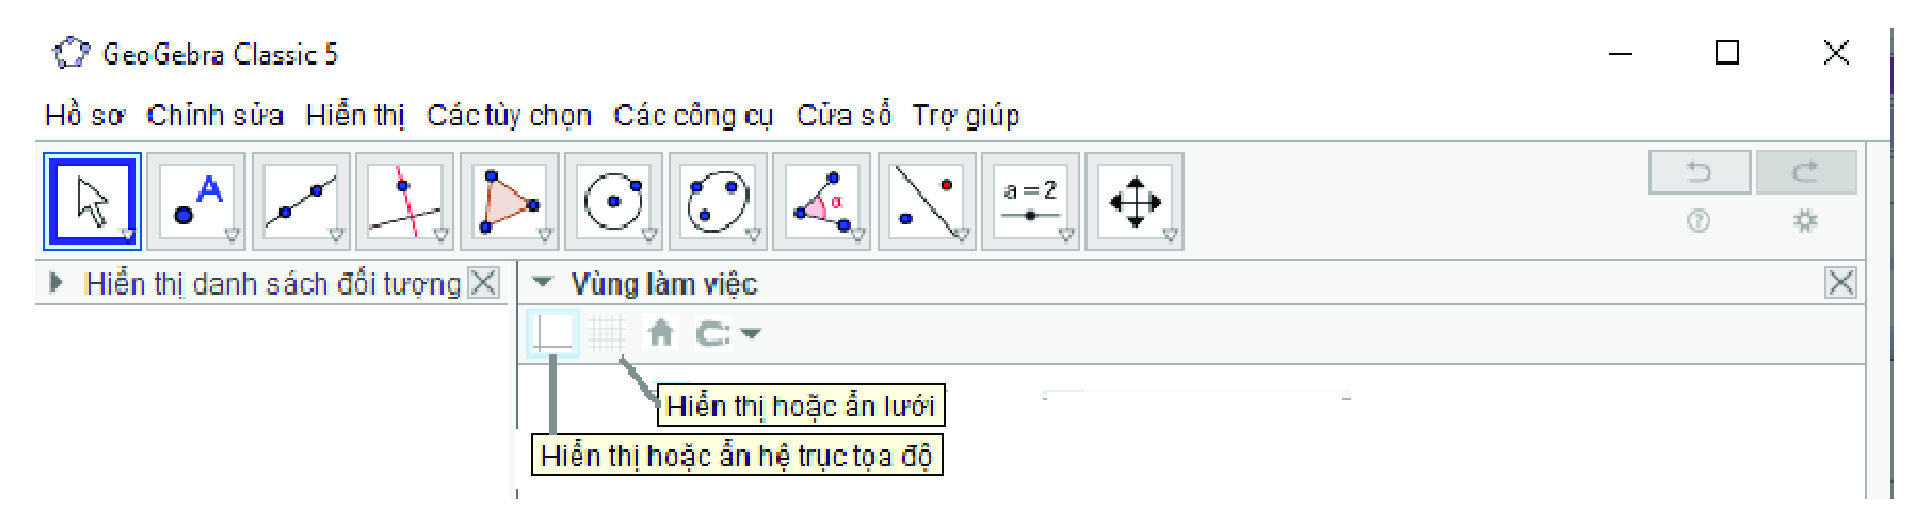 GeoGebra Classic 5
Hồ sơ Chỉnh sửa Hiển thị Các tùy chọn Các công cụ Cửa sổ Trợ giúp
A α a = 2
Hiển thị danh sách đối tượng Vùng làm việc
Hiển thị hoặc ẩn lưới
Hiển thị hoặc ẩn hệ trục tọa độ